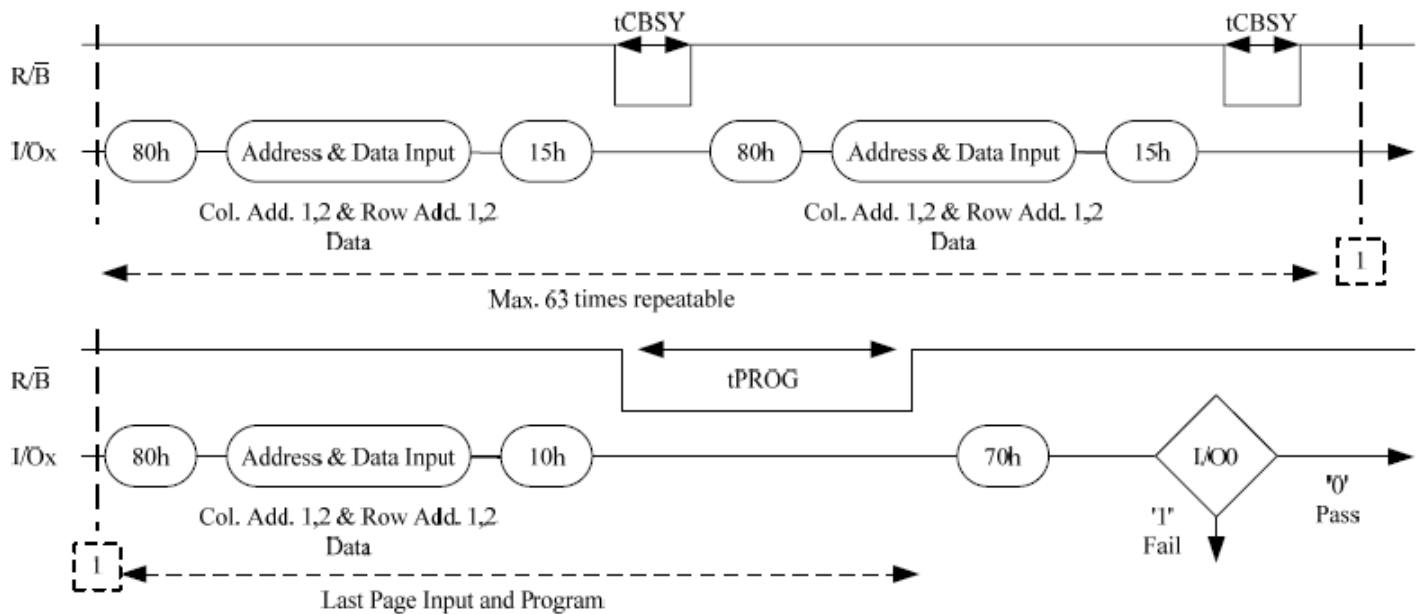 tCBSY tCBSY
R/B̅
I/Ox 80h Address & Data Input 15h 80h Address & Data Input 15h
Col. Add. 1,2 & Row Add. 1,2 Col. Add. 1,2 & Row Add. 1,2
Data Data
1
Max. 63 times repeatable
R/B̅ tPROG
I/Ox 80h Address & Data Input 10h 70h I/O0
'0'
Pass
Col. Add. 1,2 & Row Add. 1,2 '1'
Data Fail
1
Last Page Input and Program